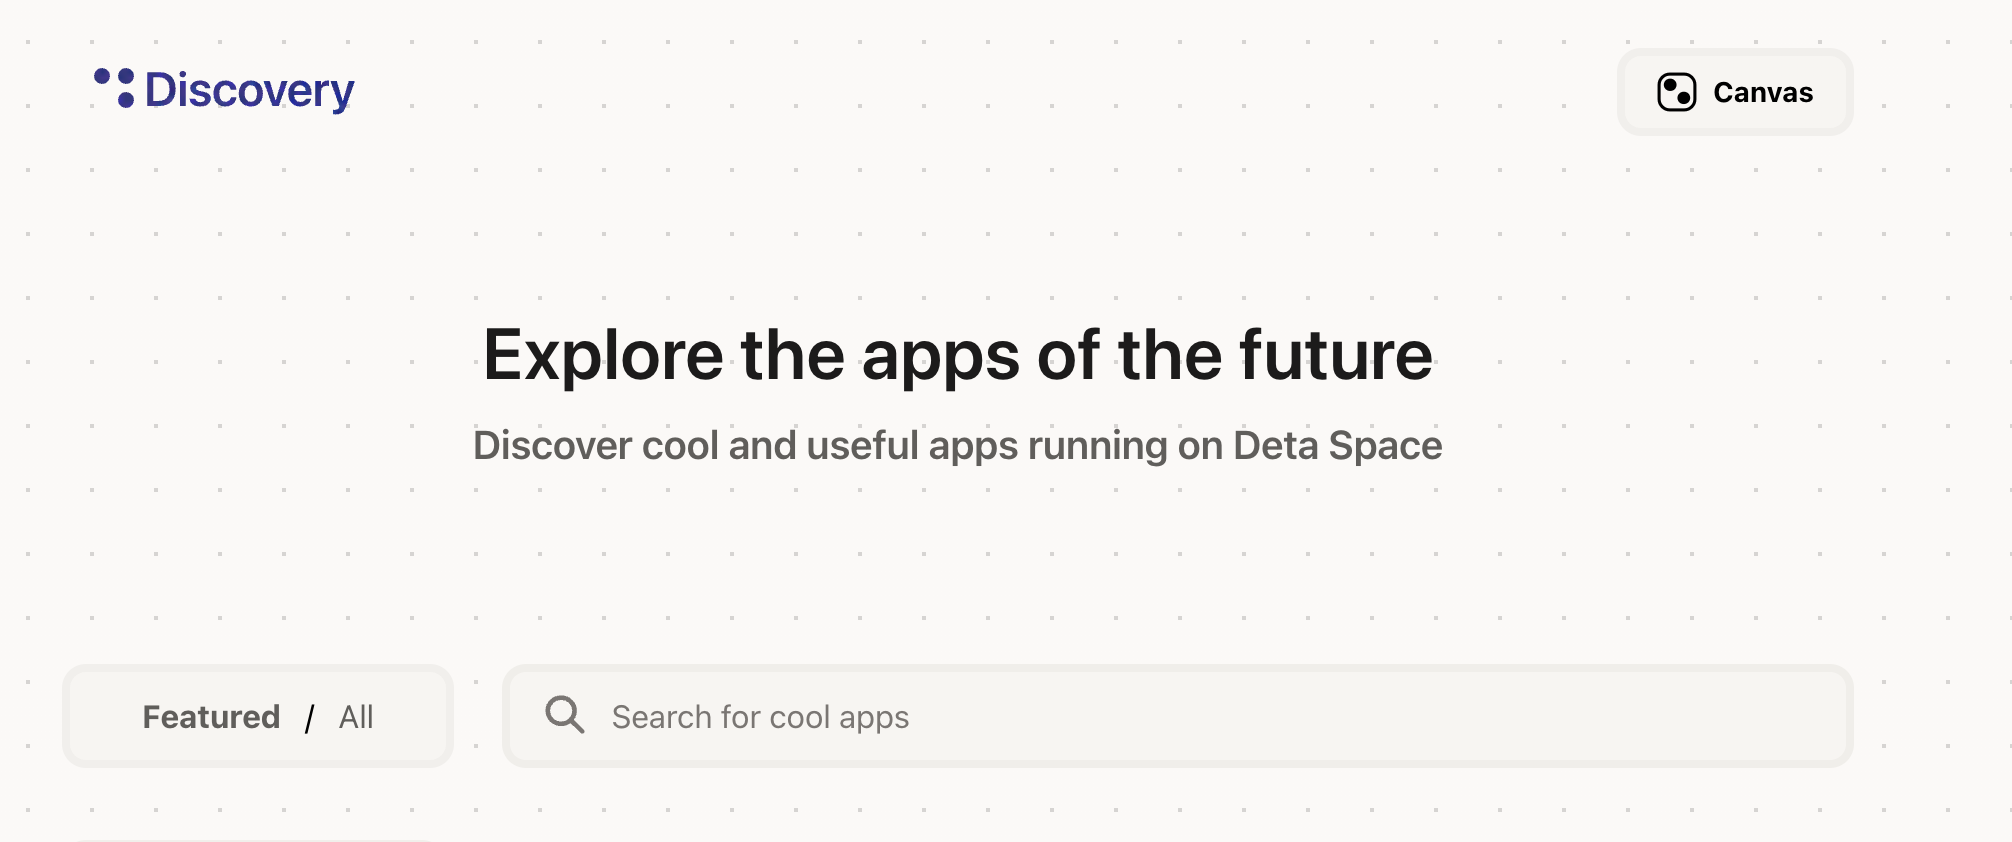 Discovery
Canvas
Explore the apps of the future
Discover cool and useful apps running on Deta Space
Featured / All
Search for cool apps